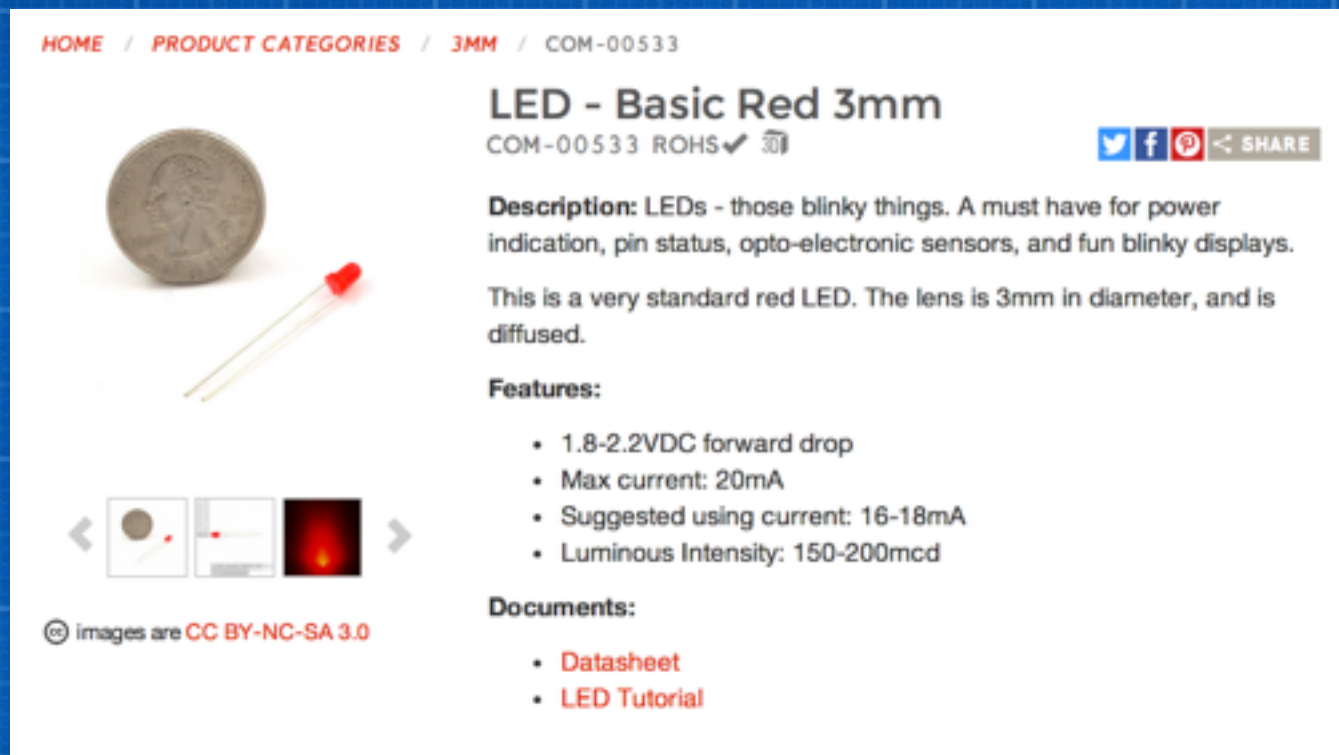 HOME / PRODUCT CATEGORIES / 3MM / COM-00533
LED - Basic Red 3mm
COM-00533 ROHS✔ 3D
SHARE
Description: LEDs - those blinky things. A must have for power
indication, pin status, opto-electronic sensors, and fun blinky displays.
This is a very standard red LED. The lens is 3mm in diameter, and is
diffused.
Features:
• 1.8-2.2VDC forward drop
• Max current: 20mA
• Suggested using current: 16-18mA
• Luminous Intensity: 150-200mcd
Documents:
• Datasheet
• LED Tutorial
cc images are CC BY-NC-SA 3.0